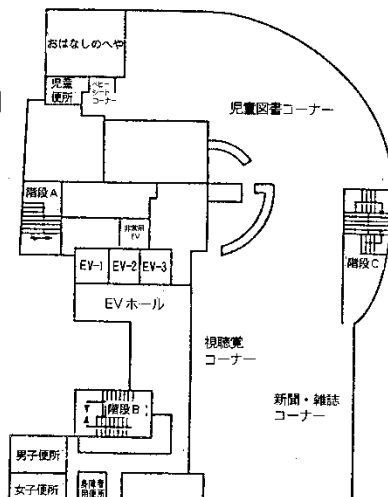 おはなしのへや
児童
便所
ベビー
シート
コーナー
児童図書コーナー
階段A
非常用
EV
EV-1
EV-2
EV-3
階段C
EVホール
視聴覚
コーナー
階段B
新聞・雑誌
コーナー
男子便所
女子便所
身障者
用便所